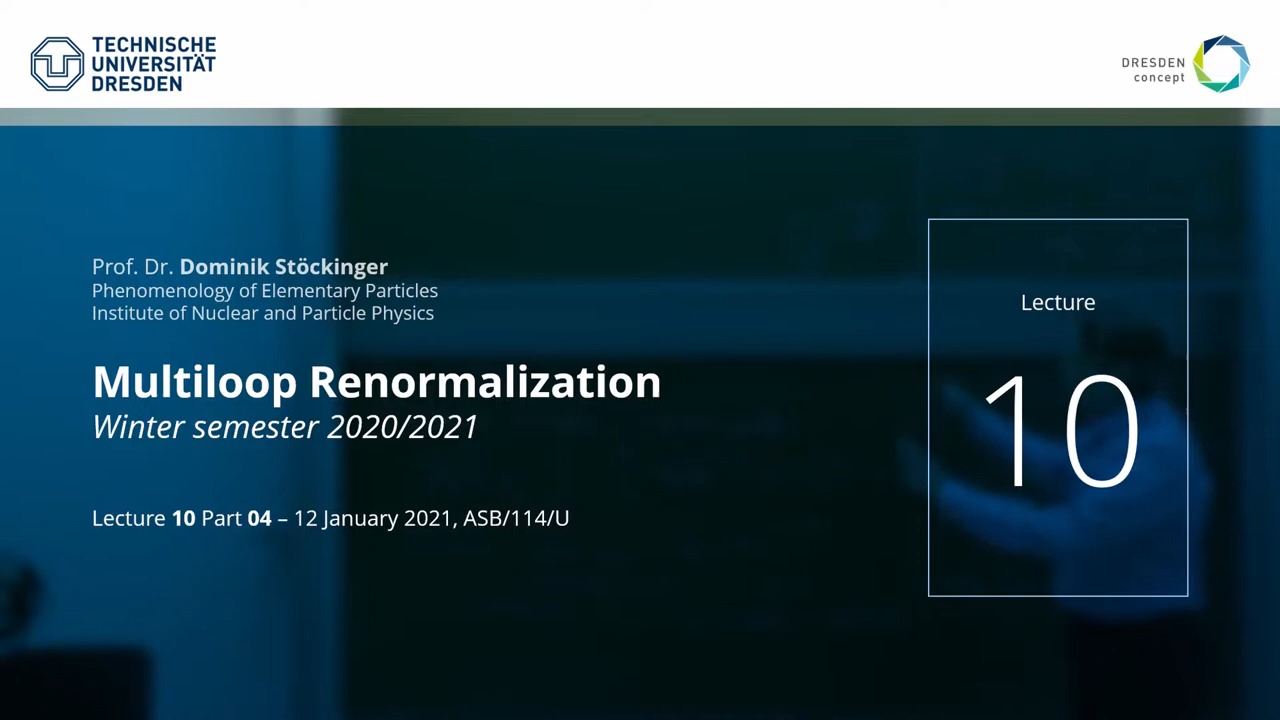 TECHNISCHE
UNIVERSITÄT
DRESDEN
DRESDEN
concept
Prof. Dr. Dominik Stöckinger
Phenomenology of Elementary Particles
Institute of Nuclear and Particle Physics
Multiloop Renormalization
Winter semester 2020/2021
Lecture 10 Part 04 – 12 January 2021, ASB/114/U
Lecture
10